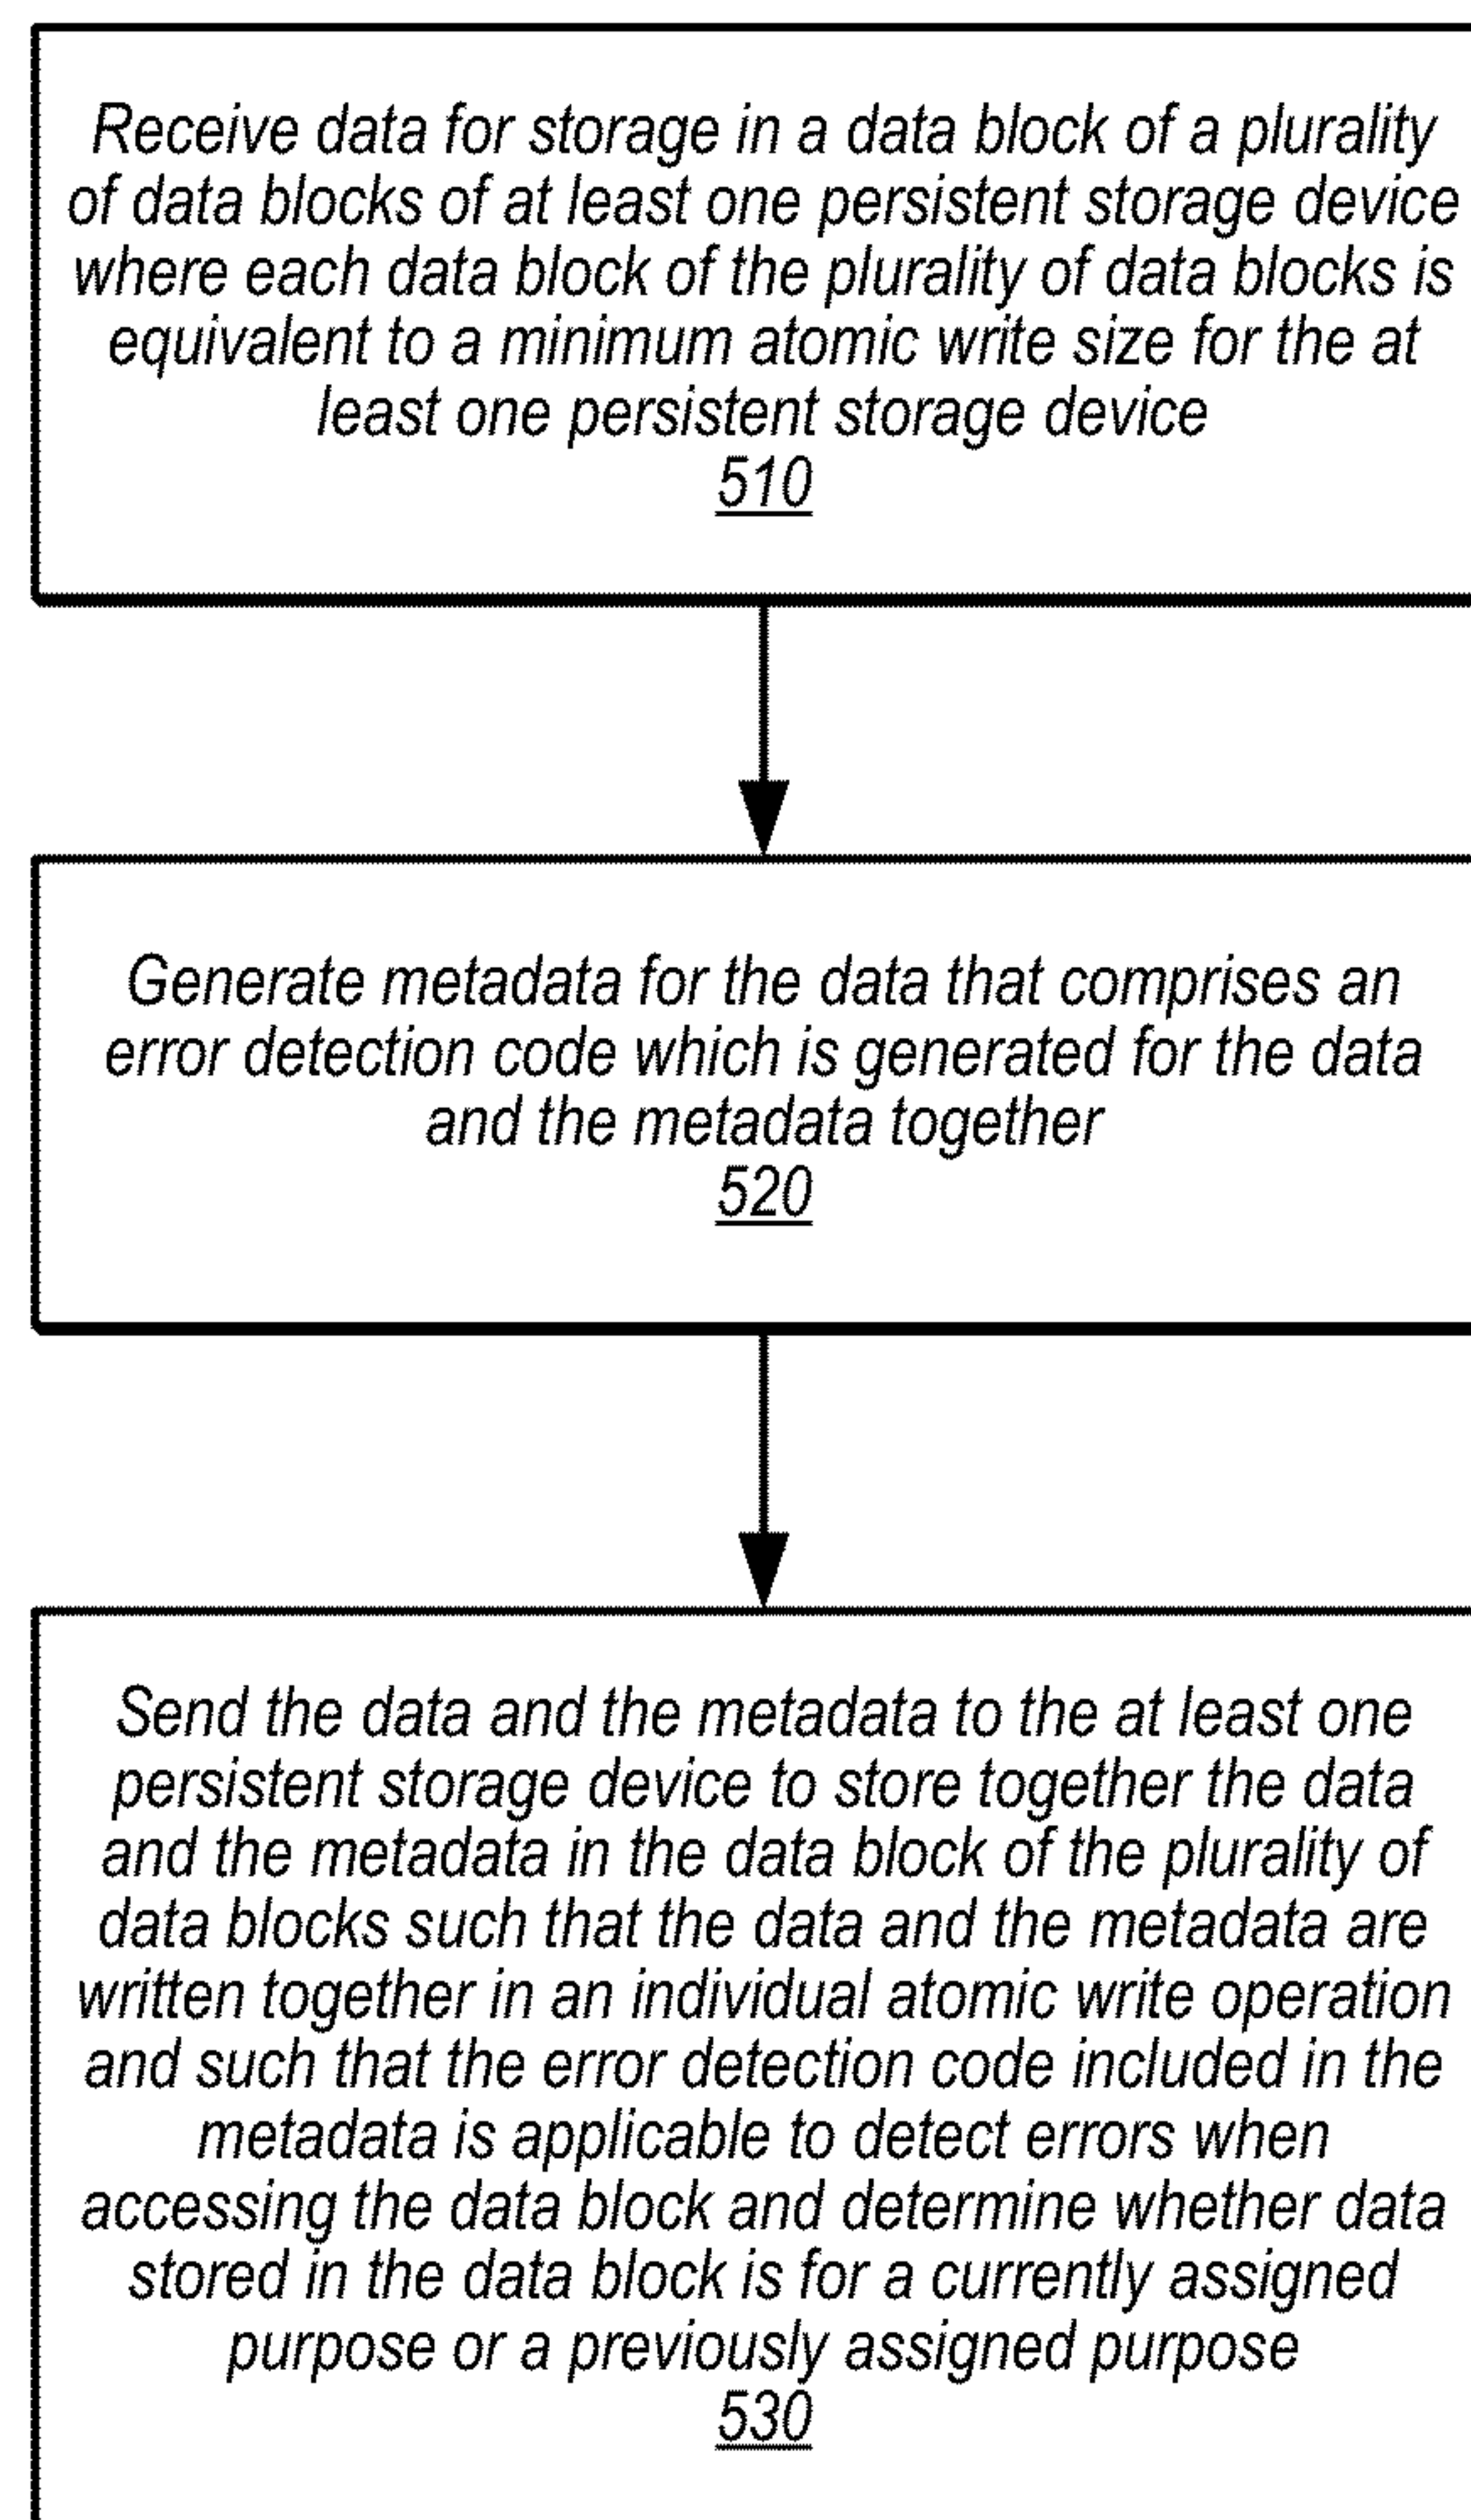 Receive data for storage in a data block of a plurality
of data blocks of at least one persistent storage device
where each data block of the plurality of data blocks is
equivalent to a minimum atomic write size for the at
least one persistent storage device
510
Generate metadata for the data that comprises an
error detection code which is generated for the data
and the metadata together
520
Send the data and the metadata to the at least one
persistent storage device to store together the data
and the metadata in the data block of the plurality of
data blocks such that the data and the metadata are
written together in an individual atomic write operation
and such that the error detection code included in the
metadata is applicable to detect errors when
accessing the data block and determine whether data
stored in the data block is for a currently assigned
purpose or a previously assigned purpose
530